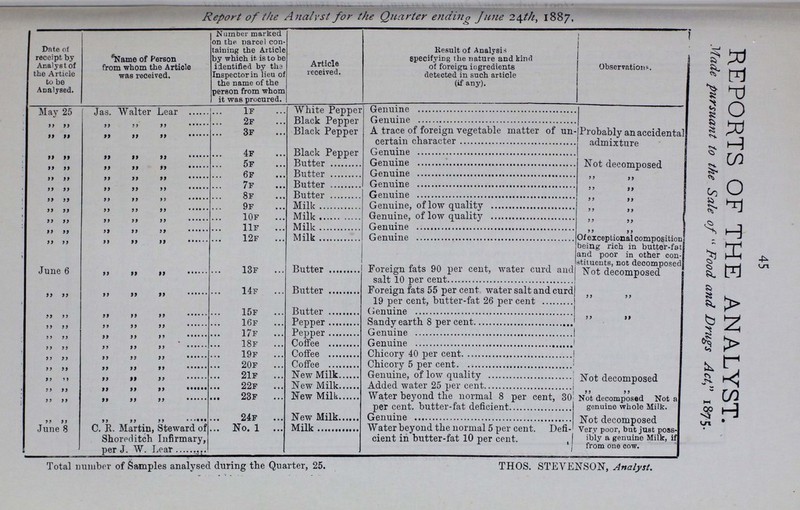 Report of the Analyst for the Quarter ending June 24th, 1887.
Date of receipt by Analyst of the Article to be Analysed. | Name of Person from whom the Article was received. | Number marked on the parcel containing the Article by which it is to be identified by the Inspector in lieu of the name of the person from whom it was procured. | Article received. | Result of Analysis specifying the nature and kind of foreign ingredients detected in such article (if any). | Observations.
May 25 | Jas. Walter Lear ...... | ... 1F ... | White Pepper | Genuine
„ „ | „ „ „ ...... | ... 2F ... | Black Pepper | Genuine
„ „ | „ „ „ ...... | ... 3F ... | Black Pepper | A trace of foreign vegetable matter of uncertain character | Probably an accidental admixture
„ „ | „ „ „ ...... | ... 4F ... | Black Pepper | Genuine
„ „ | „ „ „ ...... | ... 5F ... | Butter | Genuine | Not decomposed
„ „ | „ „ „ ...... | ... 6F ... | Butter | Genuine | „ „
„ „ | „ „ „ ...... | ... 7F ... | Butter | Genuine | „ „
„ „ | „ „ „ ...... | ... 8F ... | Butter | Genuine | „ „
„ „ | „ „ „ ...... | ... 9F ... | Milk | Genuine, of low quality | „ „
„ „ | „ „ „ ...... | ... 10F ... | Milk | Genuine, of low quality | „ „
„ „ | „ „ „ ...... | ... 11F ... | Milk | Genuine | „ „
„ „ | „ „ „ ...... | ... 12F ... | Milk | Genuine | Of exceptional composition being rich in butter-fat and poor in other constituents, not decomposed
June 6 | „ „ „ ...... | ... 13F ... | Butter | Foreign fats 90 per cent, water curd and salt 10 per cent. | Not decomposed
„ „ | „ „ „ ...... | ... 14F ... | Butter | Foreign fats 55 per cent. water salt and curd 19 per cent, butter-fat 26 per cent | „ „
„ „ | „ „ „ ...... | ... 15F ... | Butter | Genuine | „ „
„ „ | „ „ „ ...... | ... 16F ... | Pepper | Sandy earth 8 per cent.
„ „ | „ „ „ ...... | ... 17F ... | Pepper | Genuine
„ „ | „ „ „ ...... | ... 18F ... | Coffee | Genuine
„ „ | „ „ „ ...... | ... 19F ... | Coffee | Chicory 40 per cent.
„ „ | „ „ „ ...... | ... 20F ... | Coffee | Chicory 5 per cent.
„ „ | „ „ „ ...... | ... 21F ... | New Milk | Genuine, of low quality | Not decomposed
„ „ | „ „ „ ...... | ... 22F ... | New Milk | Added water 25 per cent. | „ „
„ „ | „ „ „ ...... | ... 23F ... | New Milk | Water beyond the normal 8 per cent, 30 per cent. butter-fat deficient | Not decomposed Not a genuine whole Milk.
„ „ | „ „ „ ...... | 24F ... | New Milk | Genuine | Not decomposed
June 8 | C. R. Martin, Steward of Shoreditch Infirmary, per J. W. Lear | ... No. 1 ... | Milk | Water beyond the normal 5 per cent. Deficient in butter-fat 10 per cent. | Very poor, but just possibly a genuine Milk, if from one cow.
Total number of Samples analysed during the Quarter, 25.
THOS. STEVENSON, Analyst.
45
REPORTS OF THE ANALYST.
Made pursuant to the Sale of "Food and Drugs Act," 1875.